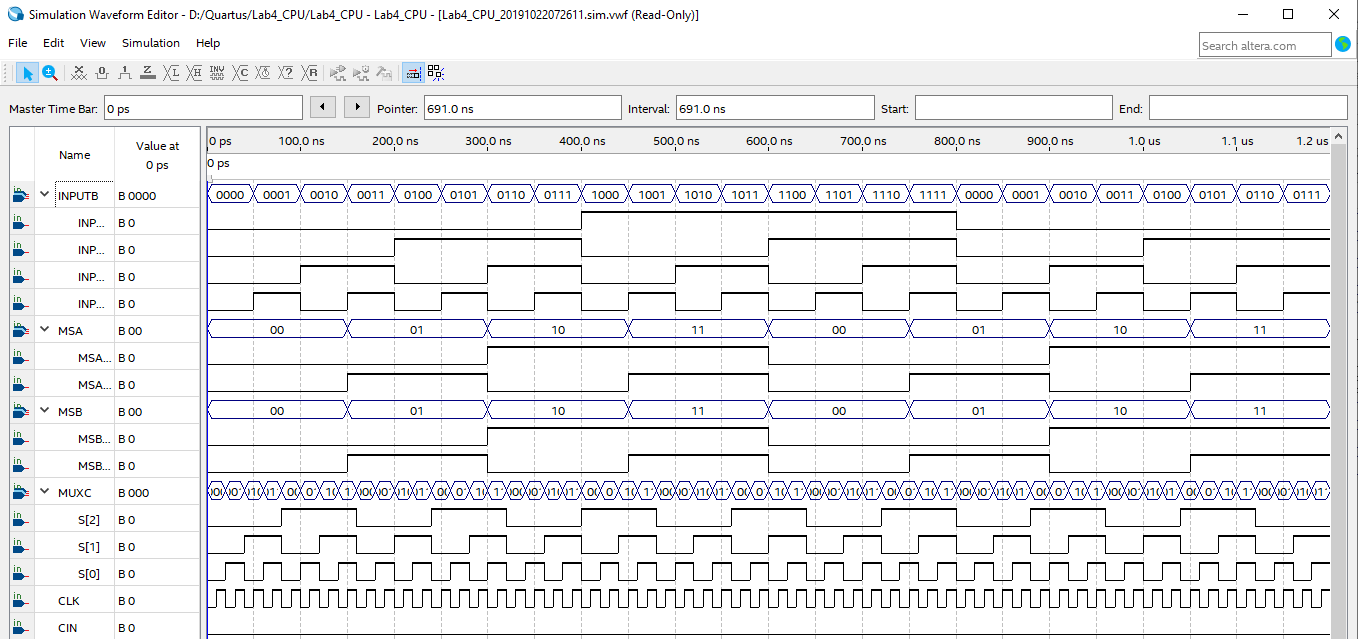 Simulation Waveform Editor - D:/Quartus/Lab4_CPU/Lab4_CPU - Lab4_CPU - [Lab4_CPU_20191022072611.sim.vwf (Read-Only)]
File Edit View Simulation Help
Search altera.com
Master Time Bar: 0 ps Pointer: 691.0 ns Interval: 691.0 ns Start: End:
Name Value at 0 ps
0 ps 100.0 ns 200.0 ns 300.0 ns 400.0 ns 500.0 ns 600.0 ns 700.0 ns 800.0 ns 900.0 ns 1.0 us 1.1 us 1.2 us
0 ps
INPUTB B 0000 0000 0001 0010 0011 0100 0101 0110 0111 1000 1001 1010 1011 1100 1101 1110 1111 0000 0001 0010 0011 0100 0101 0110 0111
INP... B 0
INP... B 0
INP... B 0
INP... B 0
MSA B 00 00 01 10 11 00 01 10 11
MSA... B 0
MSA... B 0
MSB B 00 00 01 10 11 00 01 10 11
MSB... B 0
MSB... B 0
MUXC B 000
S[2] B 0
S[1] B 0
S[0] B 0
CLK B 0
CIN B 0